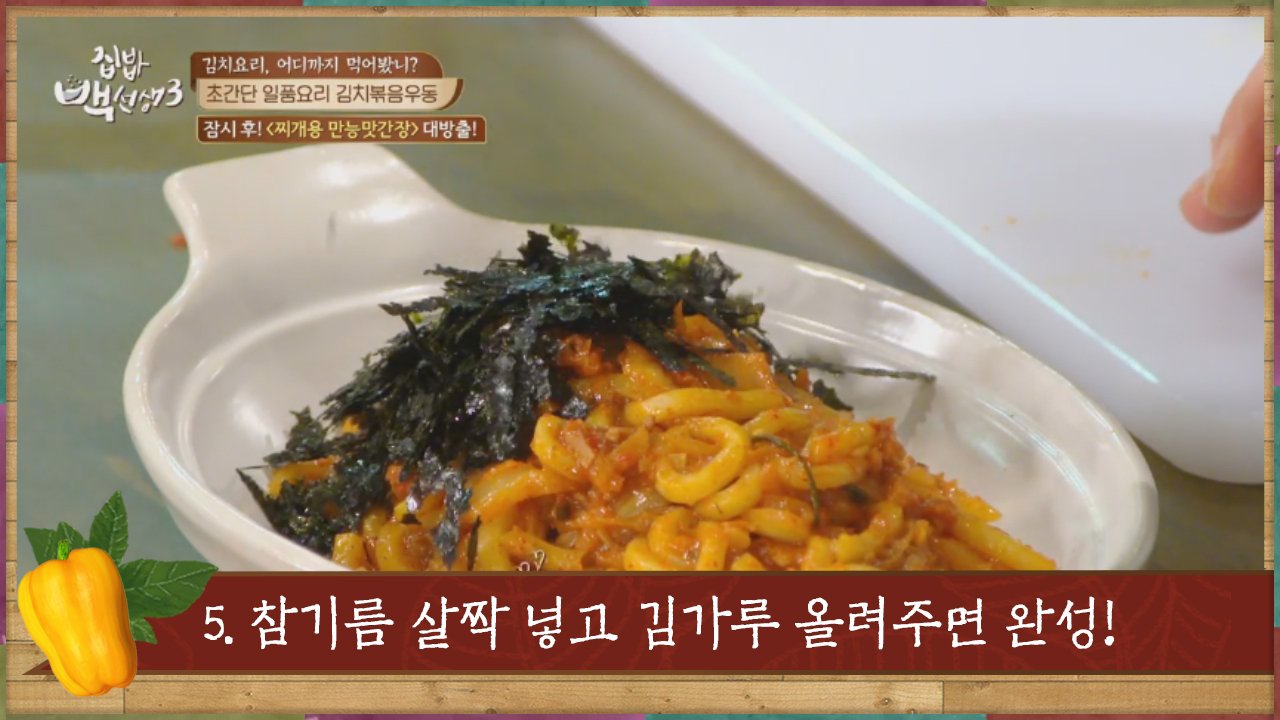 집밥
백선생3
김치요리, 어디까지 먹어봤니?
초간단 일품요리 김치볶음우동
잠시 후! <찌개용 만능맛간장> 대방출!
5. 참기름 살짝 넣고 김가루 올려주면 완성!